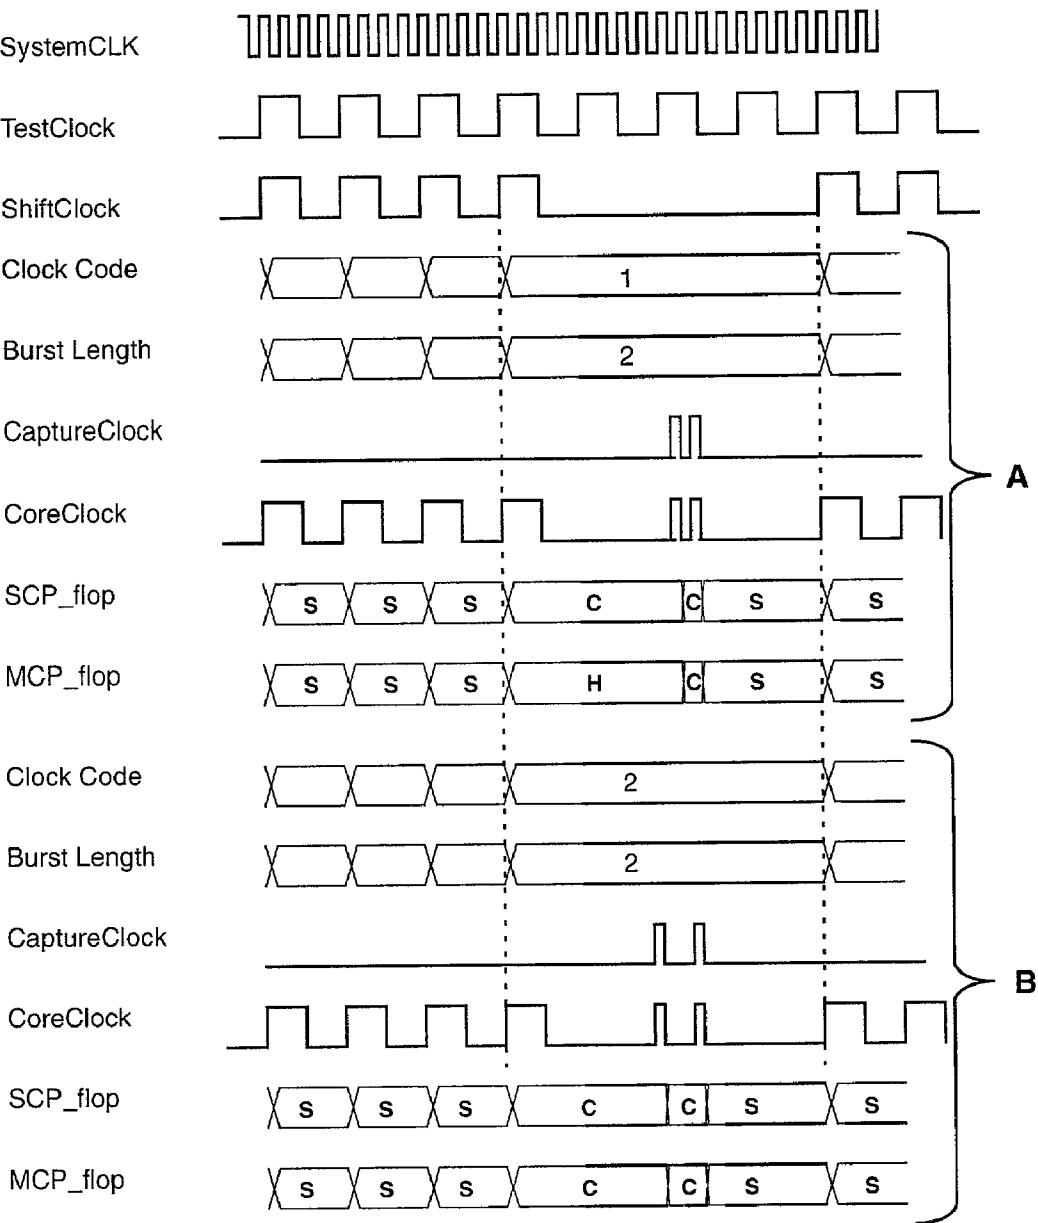 SystemCLK
TestClock
ShiftClock
Clock Code 1
Burst Length 2
CaptureClock
A
CoreClock
SCP_flop S S S C C S S
MCP_flop S S S H C S S
Clock Code 2
Burst Length 2
CaptureClock
B
CoreClock
SCP_flop S S S C C S S
MCP_flop S S S C C S S